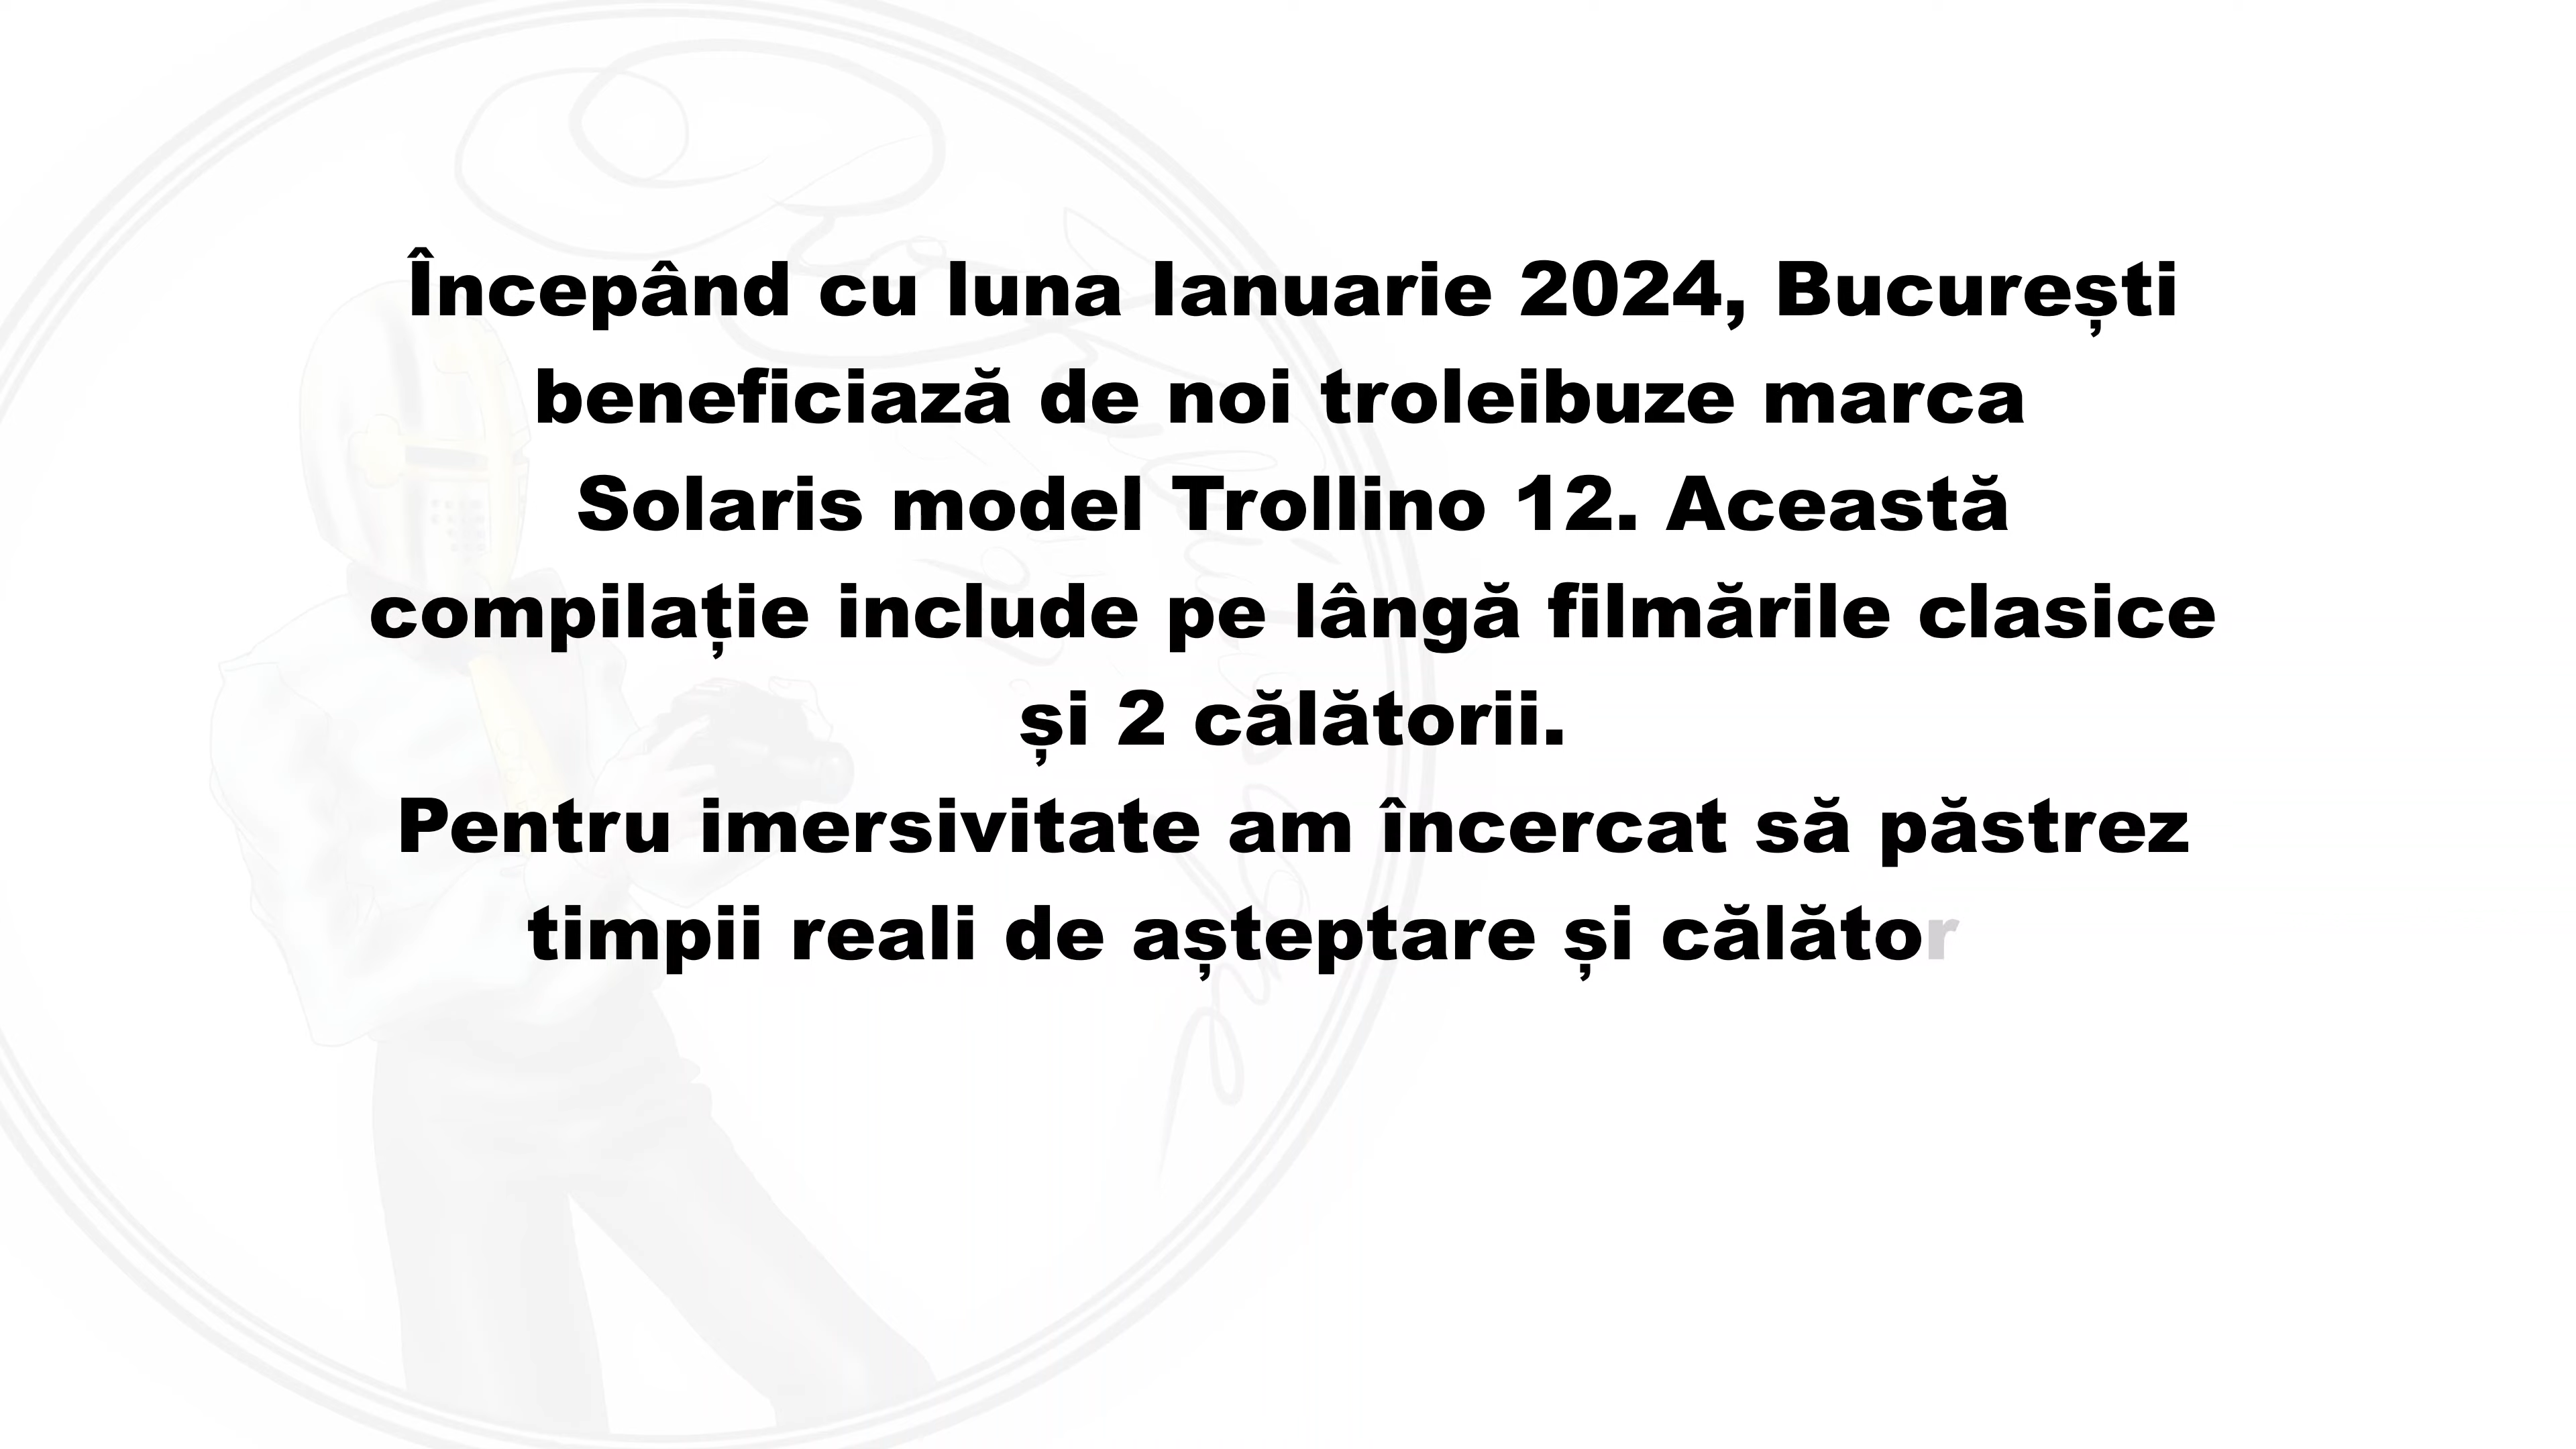 Începând cu luna Ianuarie 2024, București
beneficiază de noi troleibuze marca
Solaris model Trollino 12. Această
compilație include pe lângă filmările clasice
și 2 călătorii.
Pentru imersivitate am încercat să păstrez
timpii reali de așteptare și călător